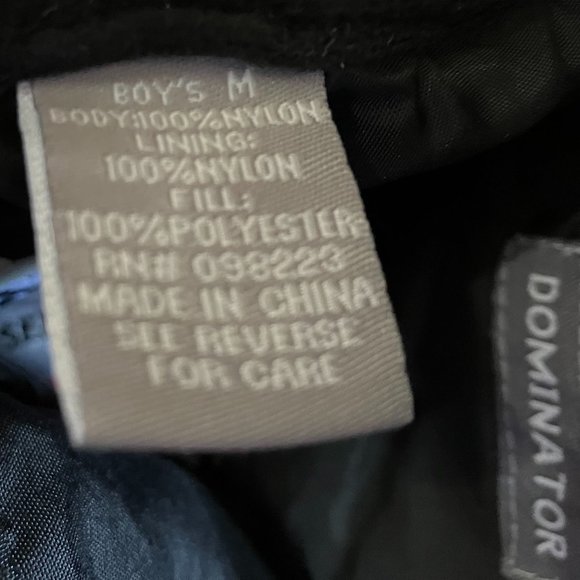 BOY'S M
BODY:100%NYLON
LINING:
100%NYLON
FILL:
100%POLYESTER
RN# 098223
MADE IN CHINA
SEE REVERSE
FOR CARE
DOMINATOR